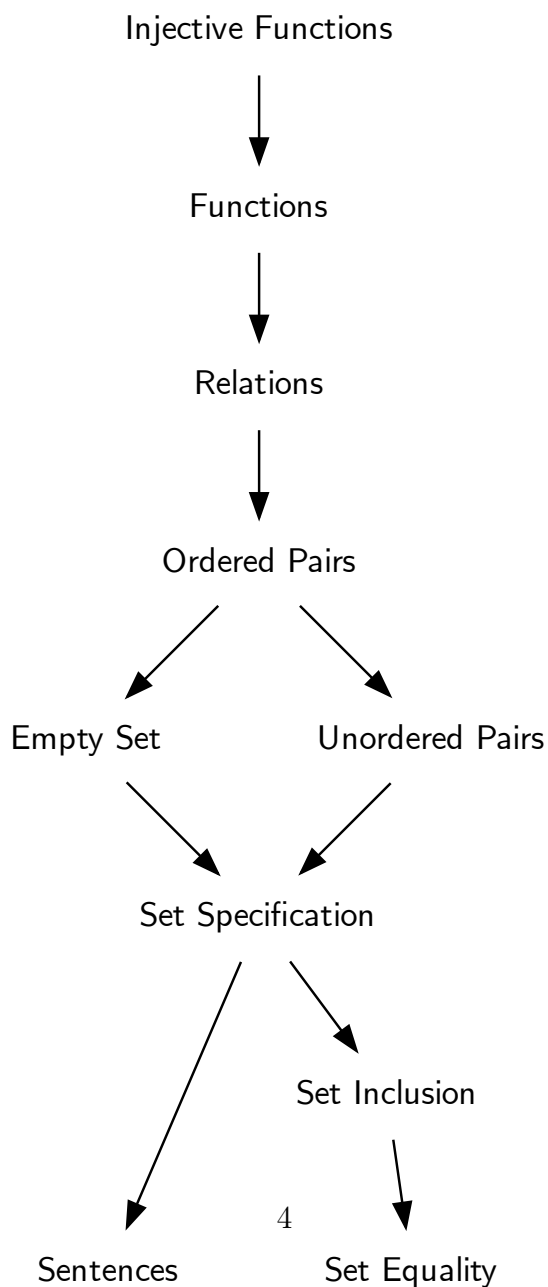 Injective Functions
Functions
Relations
Ordered Pairs
Empty Set
Unordered Pairs
Set Specification
Set Inclusion
4
Sentences
Set Equality